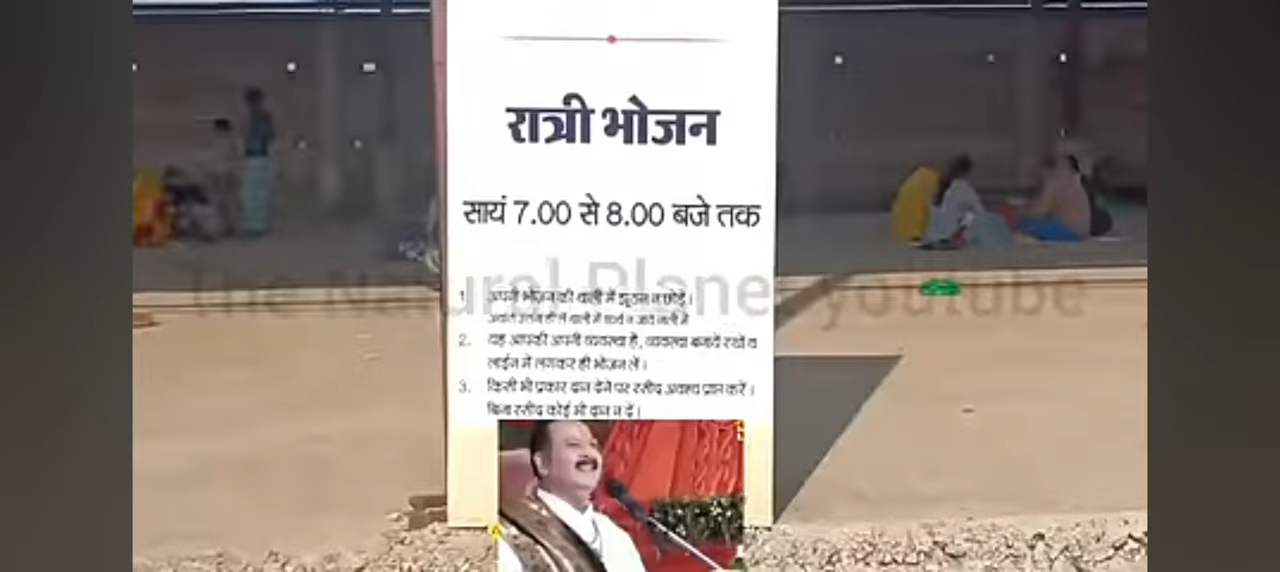 रात्री भोजन
सायं 7.00 से 8.00 बजे तक
The Natural Planet youtube
1. अपनी भोजन की थाली में झूठन न छोड़ें।
2. यह आपकी अपनी व्यवस्था है, व्यवस्था बनाये रखें व
लाईन में लगकर ही भोजन लें।
3. किसी भी प्रकार दान देने पर रसीद अवश्य प्राप्त करें।
बिना रसीद कोई भी दान न दें।